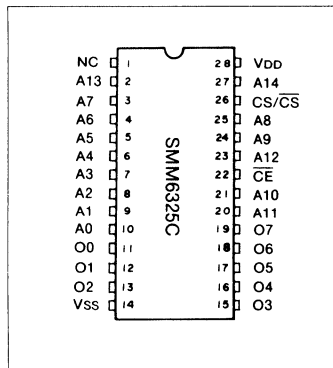 NC 1 28 VDD
A13 2 27 A14
A7 3 26 CS/C̅S̅
A6 4 25 A8
A5 5 24 A9
A4 6 23 A12
A3 7 22 C̅E̅
A2 8 21 A10
A1 9 20 A11
A0 10 19 O7
O0 11 18 O6
O1 12 17 O5
O2 13 16 O4
VSS 14 15 O3
SMM6325C